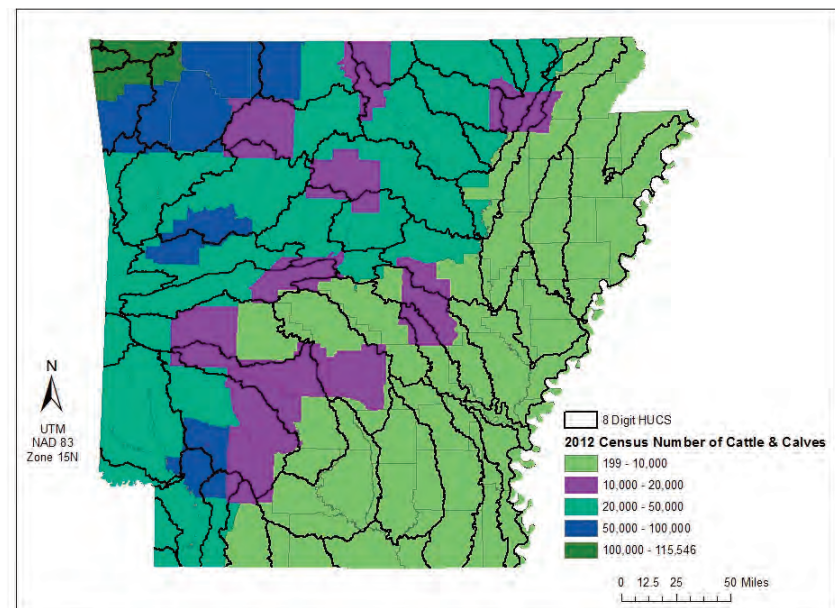 N
UTM
NAD 83
Zone 15N
8 Digit HUCS
2012 Census Number of Cattle & Calves
199 - 10,000
10,000 - 20,000
20,000 - 50,000
50,000 - 100,000
100,000 - 115,546
0 12.5 25 50 Miles